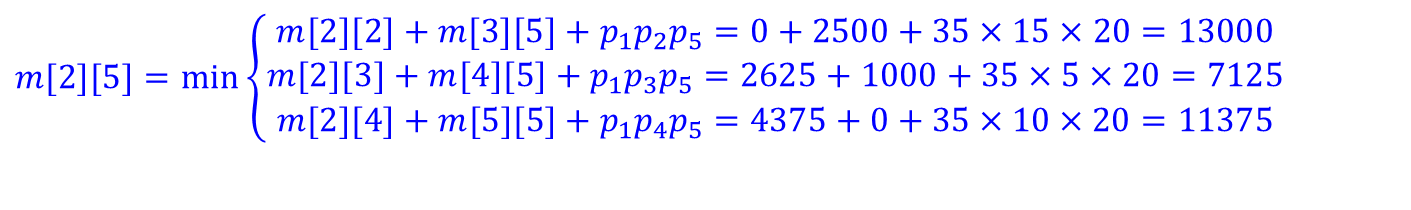 m[2][2] + m[3][5] + p₁p₂p₅ = 0 + 2500 + 35 × 15 × 20 = 13000
m[2][5] = min { m[2][3] + m[4][5] + p₁p₃p₅ = 2625 + 1000 + 35 × 5 × 20 = 7125
m[2][4] + m[5][5] + p₁p₄p₅ = 4375 + 0 + 35 × 10 × 20 = 11375